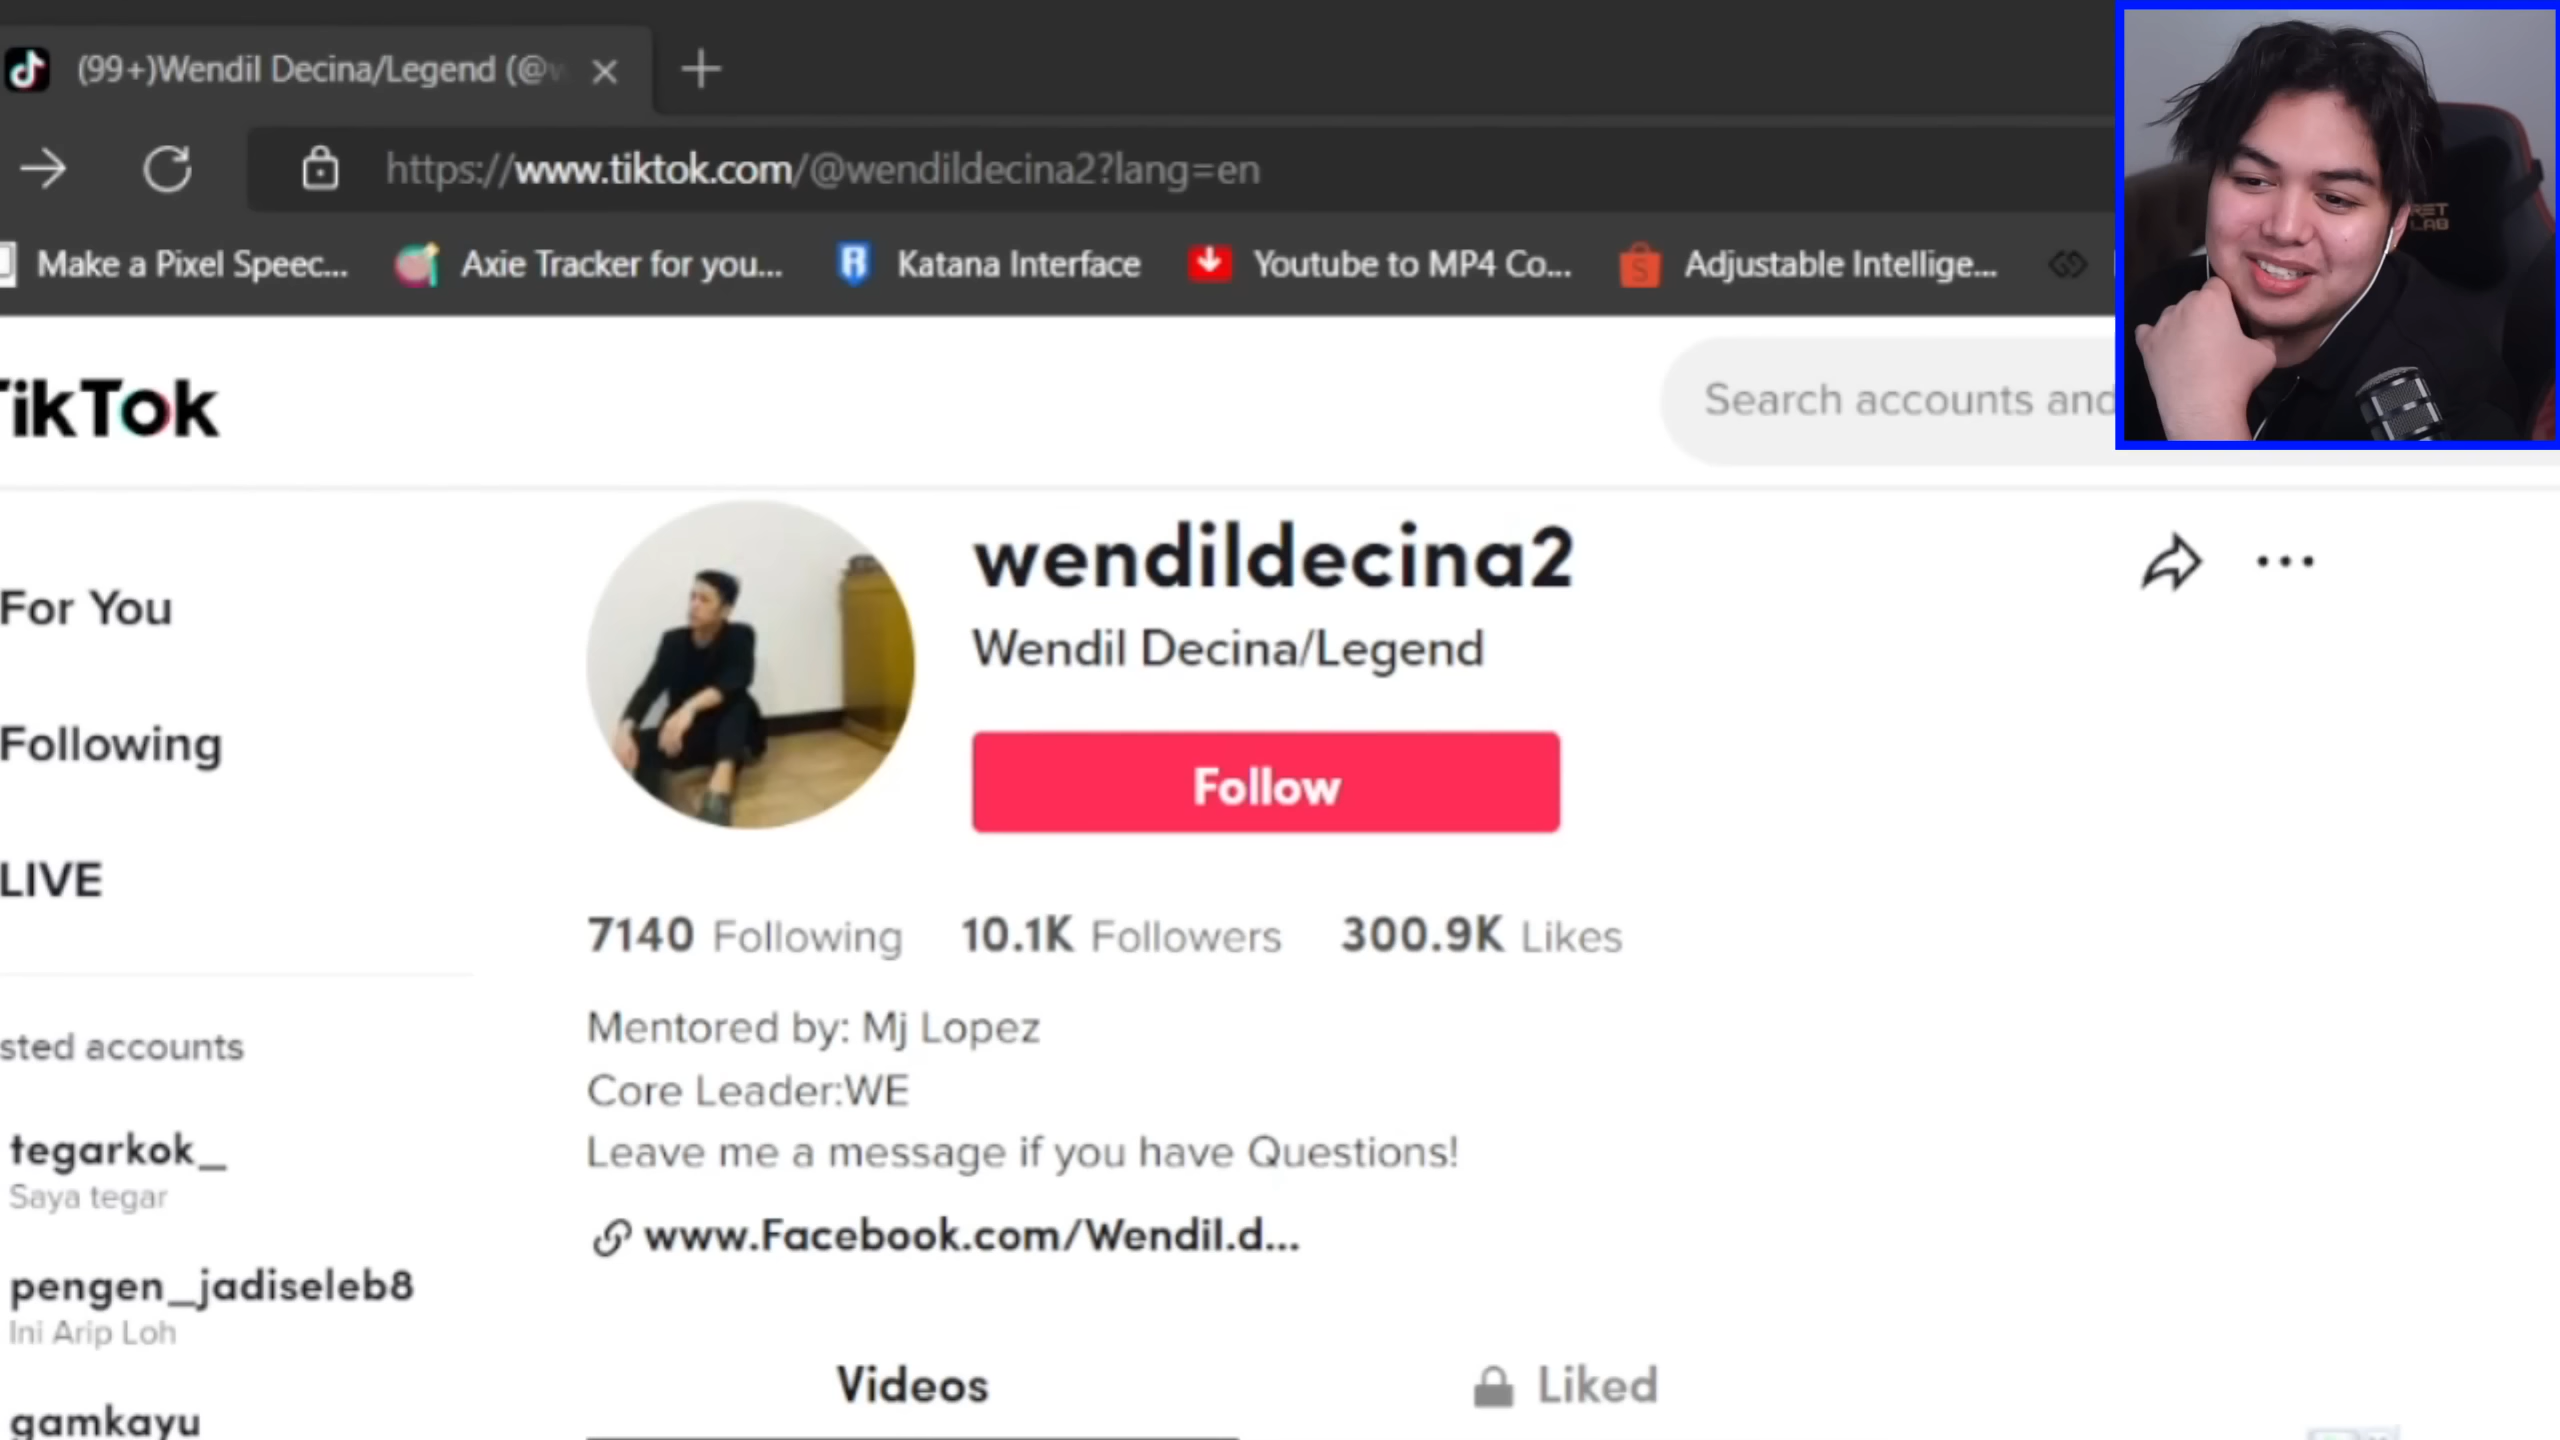 (99+)Wendil Decina/Legend (@w
https://www.tiktok.com/@wendildecina2?lang=en
Make a Pixel Speec... Axie Tracker for you... Katana Interface Youtube to MP4 Co... Adjustable Intellige...
TikTok
Search accounts and
RET
LAB
wendildecina2
Wendil Decina/Legend
Follow
For You
Following
LIVE
7140 Following 10.1K Followers 300.9K Likes
Mentored by: Mj Lopez
Core Leader:WE
Leave me a message if you have Questions!
www.Facebook.com/Wendil.d...
sted accounts
tegarkok_
Saya tegar
pengen_jadiseleb8
Ini Arip Loh
gamkayu
Videos
Liked